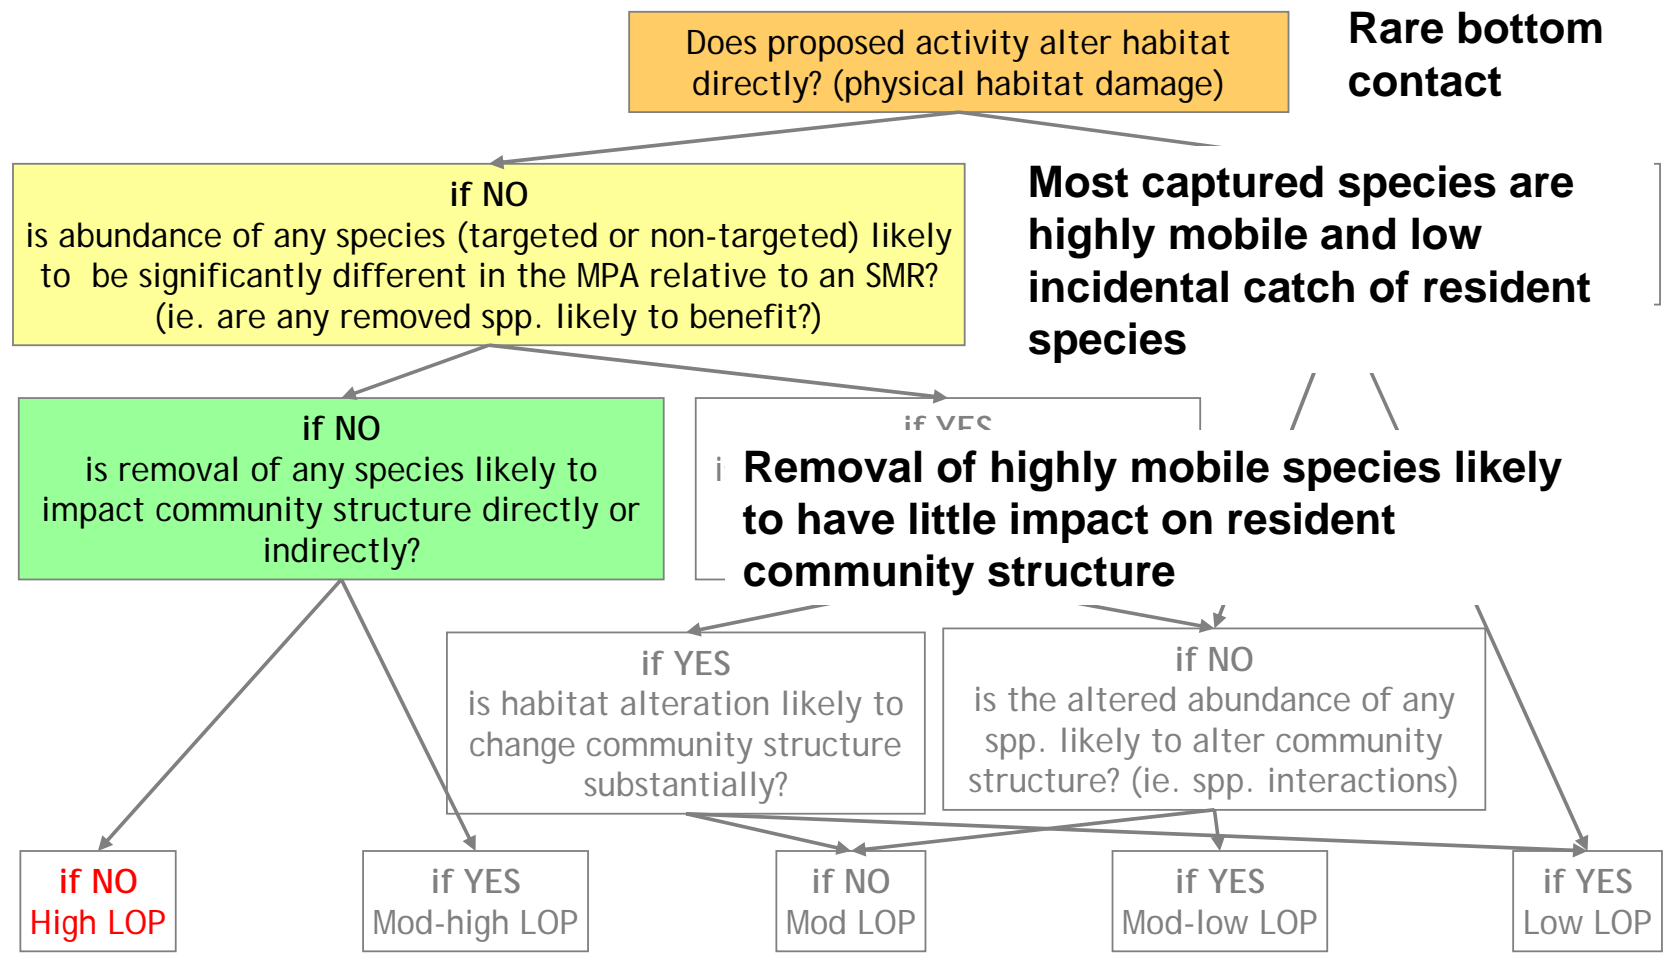 Does proposed activity alter habitat
directly? (physical habitat damage)
Rare bottom
contact
if NO
is abundance of any species (targeted or non-targeted) likely
to be significantly different in the MPA relative to an SMR?
(ie. are any removed spp. likely to benefit?)
Most captured species are
highly mobile and low
incidental catch of resident
species
if NO
is removal of any species likely to
impact community structure directly or
indirectly?
if YES
Removal of highly mobile species likely
to have little impact on resident
community structure
if YES
is habitat alteration likely to
change community structure
substantially?
if NO
is the altered abundance of any
spp. likely to alter community
structure? (ie. spp. interactions)
if NO
High LOP
if YES
Mod-high LOP
if NO
Mod LOP
if YES
Mod-low LOP
if YES
Low LOP